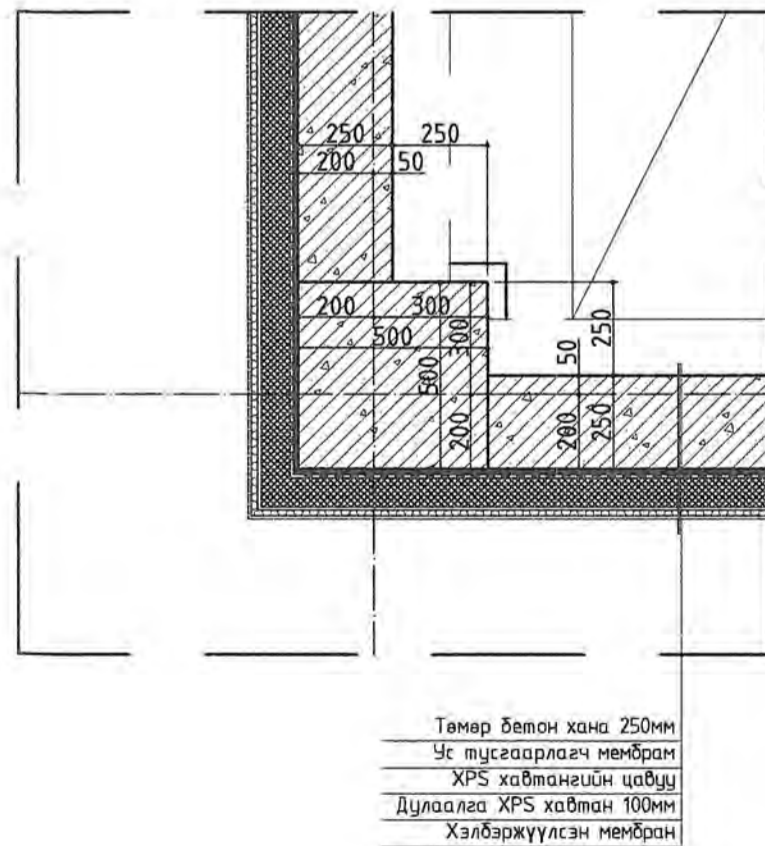 250 250
200 50
200 300
500
300
500
200
50
250
200
250
Төмөр бетон хана 250мм
Ус тусгаарлагч мембрам
XPS хавтангийн цавуу
Дулаалга XPS хавтан 100мм
Хэлбэржүүлсэн мембран